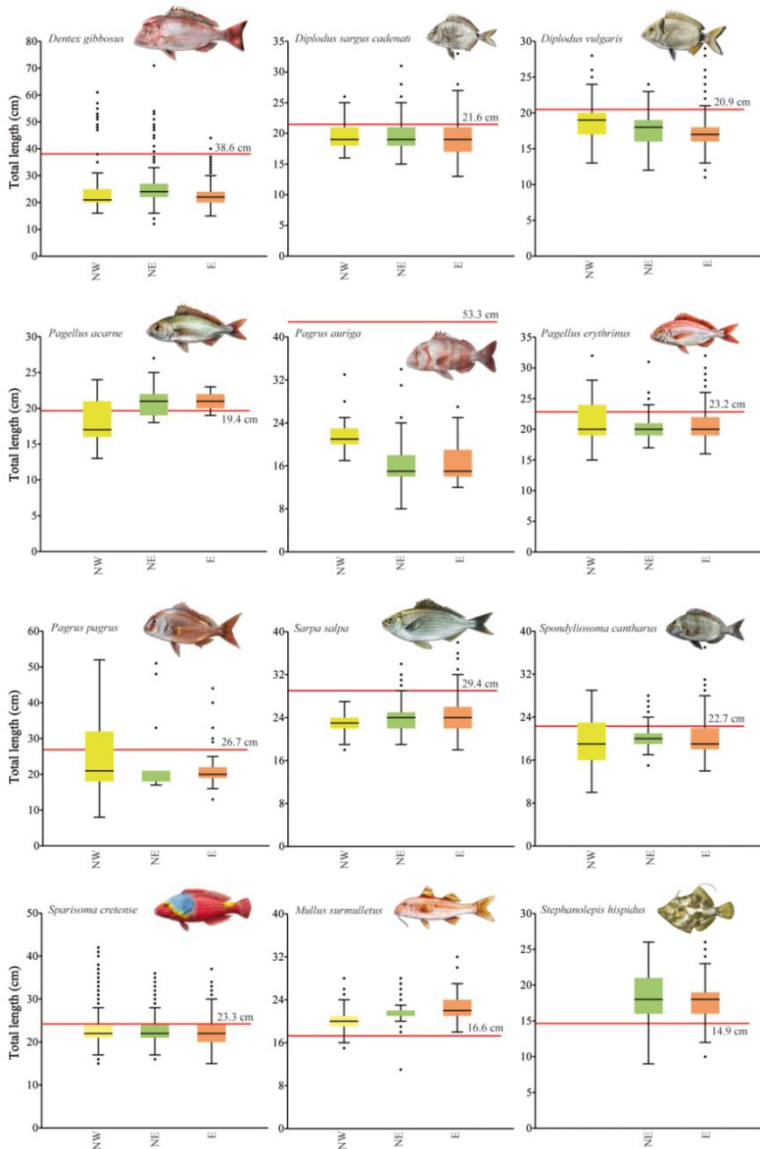 Dentex gibbosus
Total length (cm)
80
70
60
50
40
30
20
10
0
38.6 cm
NW
NE
E
Diplodus sargus cadenati
35
30
25
20
15
10
5
0
21.6 cm
NW
NE
E
Diplodus vulgaris
30
25
20
15
10
5
0
20.9 cm
NW
NE
E
Pagellus acarne
Total length (cm)
30
25
20
15
10
5
0
19.4 cm
NW
NE
E
53.3 cm
Pagrus auriga
40
32
24
16
8
0
NW
NE
E
Pagellus erythrinus
35
30
25
20
15
10
5
0
23.2 cm
NW
NE
E
Pagrus pagrus
Total length (cm)
60
50
40
30
20
10
0
26.7 cm
NW
NE
E
Sarpa salpa
40
32
24
16
8
0
29.4 cm
NW
NE
E
Spondyliosoma cantharus
40
32
24
16
8
0
22.7 cm
NW
NE
E
Sparisoma cretense
Total length (cm)
50
40
30
20
10
0
23.3 cm
NW
NE
E
Mullus surmulletus
40
32
24
16
8
0
16.6 cm
NW
NE
E
Stephanolepis hispidus
30
25
20
15
10
5
0
14.9 cm
NE
E